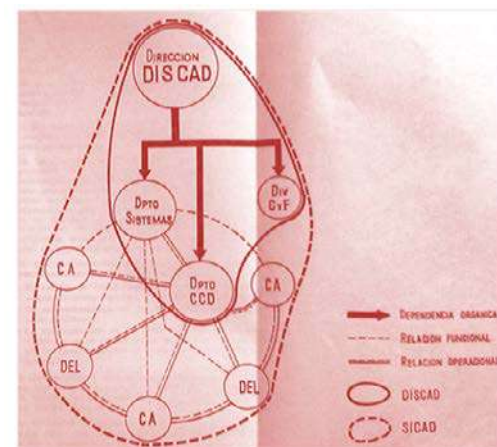 DIRECCION
DISCAD
DPTO
SISTEMAS
DIV
CyF
CA
DPTO
CCD
CA
DEL
DEL
CA
DEPENDENCIA ORGANICA
RELACION FUNCIONAL
RELACION OPERACIONAL
DISCAD
SICAD